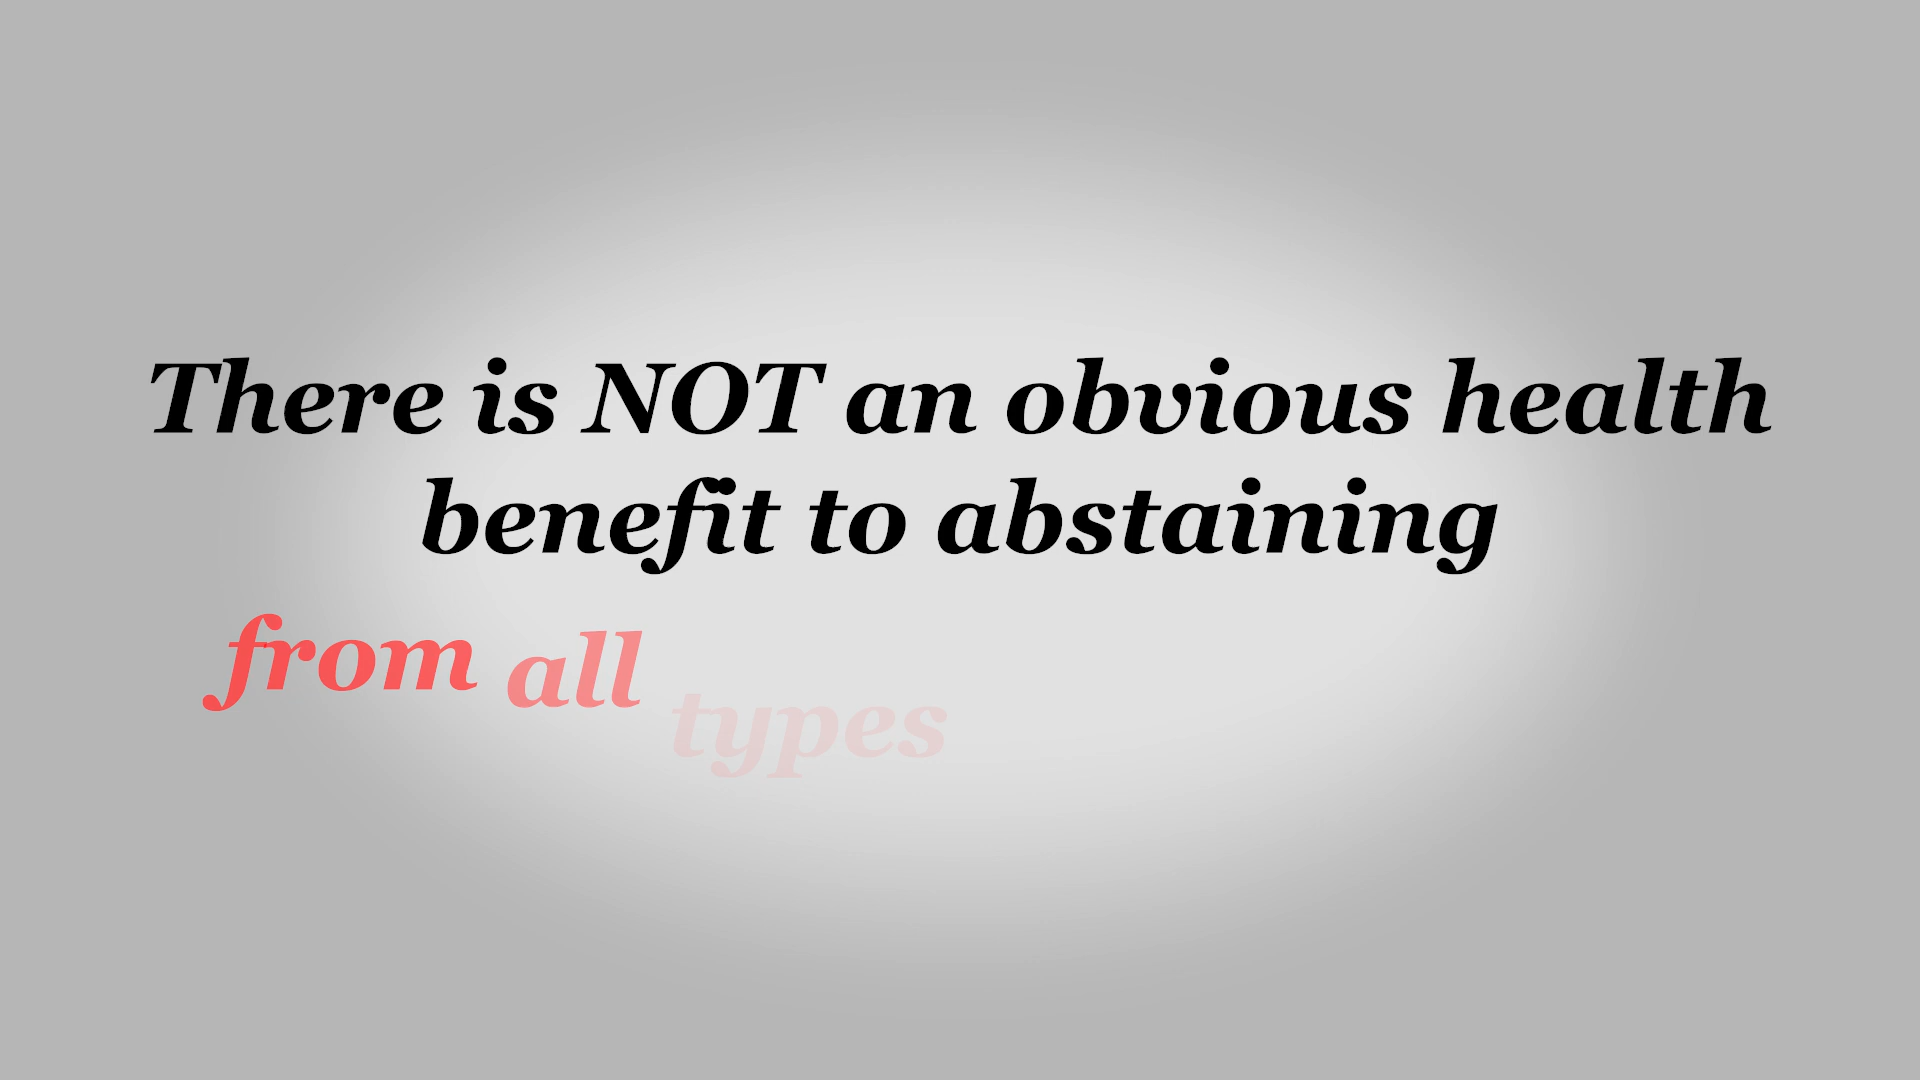 There is NOT an obvious health
benefit to abstaining
from all types